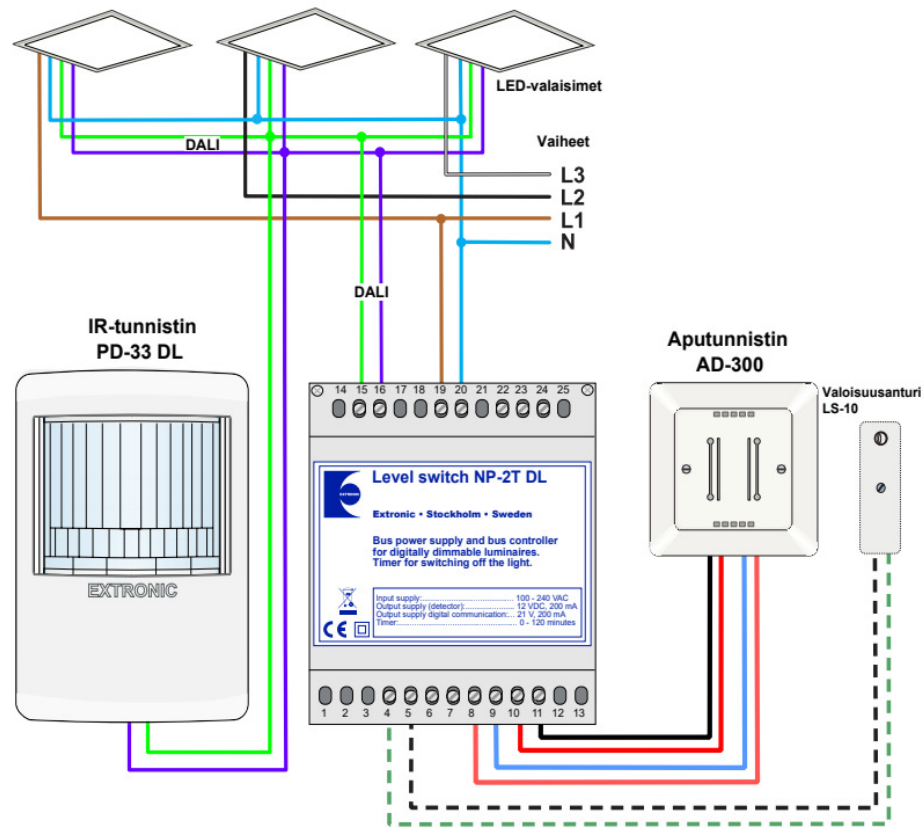 LED-valaisimet
DALI
Vaiheet
L3
L2
L1
N
DALI
IR-tunnistin
PD-33 DL
Aputunnistin
AD-300
Valoisuusanturi
LS-10
14 15 16 17 18 19 20 21 22 23 24 25
EXTRONIC
Level switch NP-2T DL
Extronic • Stockholm • Sweden
Bus power supply and bus controller
for digitally dimmable luminaires.
Timer for switching off the light.
Input supply:.................... 100 - 240 VAC
Output supply (detector):.................... 12 VDC, 200 mA
Output supply digital communication:... 21 V, 200 mA
Timer:.................... 0 - 120 minutes
CE
EXTRONIC
1 2 3 4 5 6 7 8 9 10 11 12 13